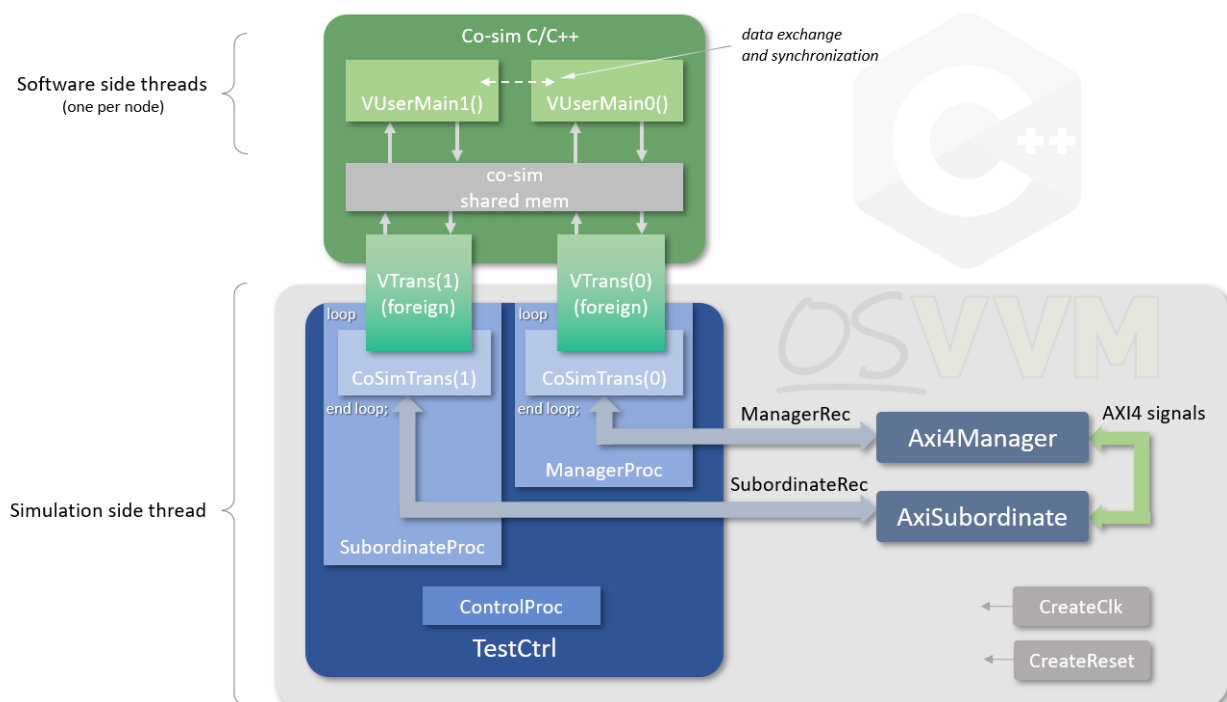 Co-sim C/C++
data exchange
and synchronization
Software side threads
(one per node)
VUserMain1()
VUserMain0()
++
co-sim
shared mem
VTrans(1)
(foreign)
VTrans(0)
(foreign)
OSVVM
loop
loop
CoSimTrans(1)
CoSimTrans(0)
end loop;
end loop;
ManagerRec
AXI4 signals
Axi4Manager
ManagerProc
SubordinateRec
Simulation side thread
AxiSubordinate
SubordinateProc
ControlProc
CreateClk
TestCtrl
CreateReset